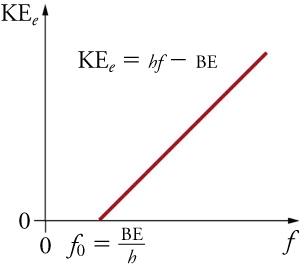 KEₑ
KEₑ = hf − BE
0
0
f₀ = BE/h
f